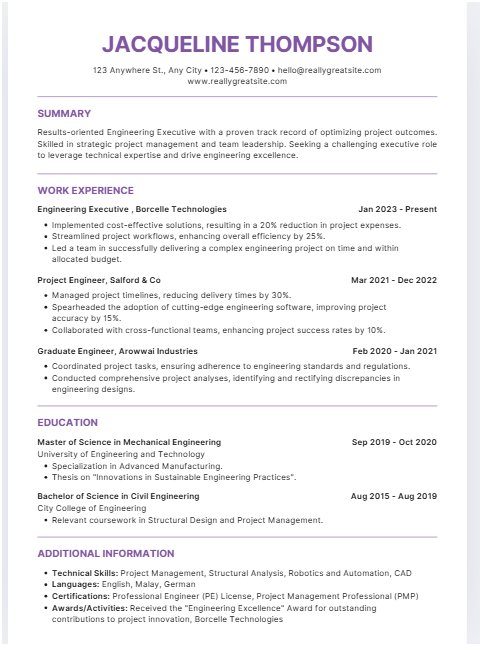 JACQUELINE THOMPSON
123 Anywhere St., Any City • 123-456-7890 • hello@reallygreatsite.com
www.reallygreatsite.com
SUMMARY
Results-oriented Engineering Executive with a proven track record of optimizing project outcomes.
Skilled in strategic project management and team leadership. Seeking a challenging executive role
to leverage technical expertise and drive engineering excellence.
WORK EXPERIENCE
Engineering Executive , Borcelle Technologies Jan 2023 - Present
• Implemented cost-effective solutions, resulting in a 20% reduction in project expenses.
• Streamlined project workflows, enhancing overall efficiency by 25%.
• Led a team in successfully delivering a complex engineering project on time and within
allocated budget.
Project Engineer, Salford & Co Mar 2021 - Dec 2022
• Managed project timelines, reducing delivery times by 30%.
• Spearheaded the adoption of cutting-edge engineering software, improving project
accuracy by 15%.
• Collaborated with cross-functional teams, enhancing project success rates by 10%.
Graduate Engineer, Arowwai Industries Feb 2020 - Jan 2021
• Coordinated project tasks, ensuring adherence to engineering standards and regulations.
• Conducted comprehensive project analyses, identifying and rectifying discrepancies in
engineering designs.
EDUCATION
Master of Science in Mechanical Engineering Sep 2019 - Oct 2020
University of Engineering and Technology
• Specialization in Advanced Manufacturing.
• Thesis on "Innovations in Sustainable Engineering Practices".
Bachelor of Science in Civil Engineering Aug 2015 - Aug 2019
City College of Engineering
• Relevant coursework in Structural Design and Project Management.
ADDITIONAL INFORMATION
• Technical Skills: Project Management, Structural Analysis, Robotics and Automation, CAD
• Languages: English, Malay, German
• Certifications: Professional Engineer (PE) License, Project Management Professional (PMP)
• Awards/Activities: Received the "Engineering Excellence" Award for outstanding
contributions to project innovation, Borcelle Technologies